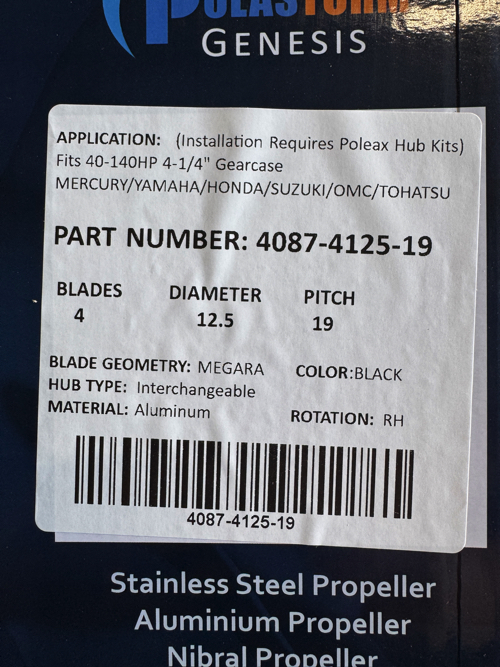 POLASTORM
GENESIS
APPLICATION: (Installation Requires Poleax Hub Kits)
Fits 40-140HP 4-1/4" Gearcase
MERCURY/YAMAHA/HONDA/SUZUKI/OMC/TOHATSU
PART NUMBER: 4087-4125-19
BLADES DIAMETER PITCH
4 12.5 19
BLADE GEOMETRY: MEGARA COLOR:BLACK
HUB TYPE: Interchangeable
MATERIAL: Aluminum ROTATION: RH
4087-4125-19
Stainless Steel Propeller
Aluminium Propeller
Nibral Propeller